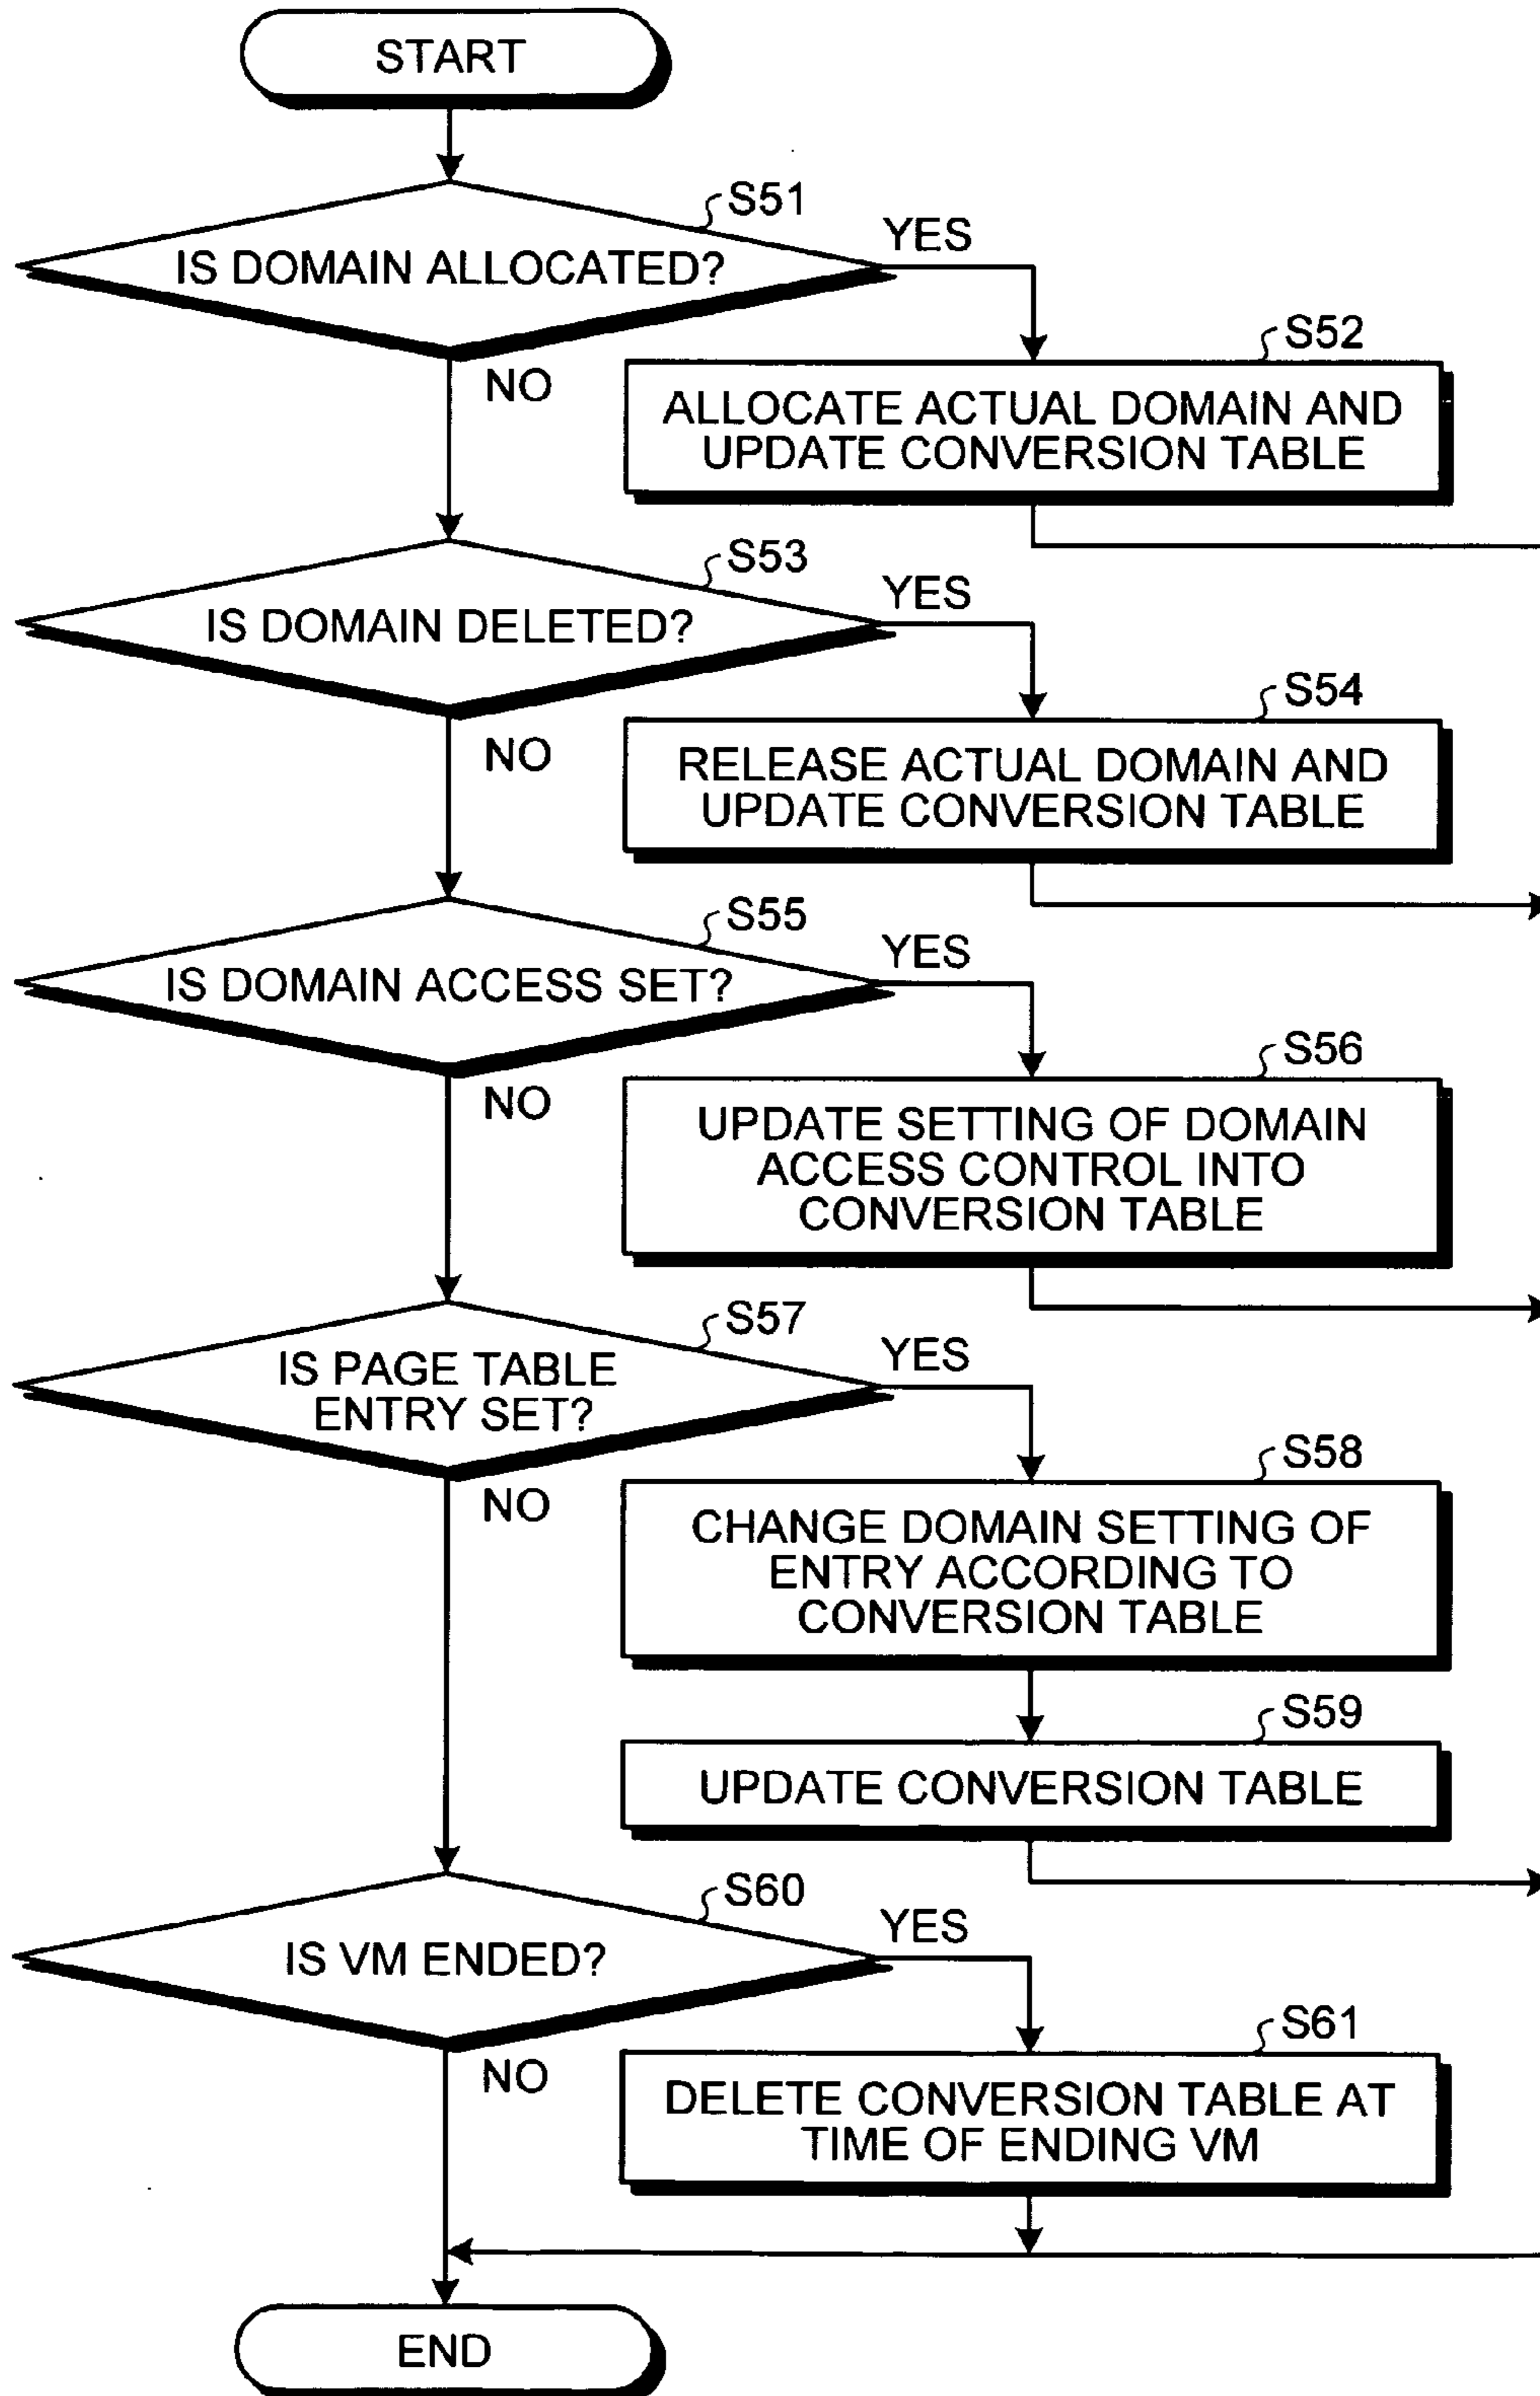 START
S51
IS DOMAIN ALLOCATED?
YES
NO
S52
ALLOCATE ACTUAL DOMAIN AND
UPDATE CONVERSION TABLE
S53
IS DOMAIN DELETED?
YES
NO
S54
RELEASE ACTUAL DOMAIN AND
UPDATE CONVERSION TABLE
S55
IS DOMAIN ACCESS SET?
YES
NO
S56
UPDATE SETTING OF DOMAIN
ACCESS CONTROL INTO
CONVERSION TABLE
S57
IS PAGE TABLE
ENTRY SET?
YES
NO
S58
CHANGE DOMAIN SETTING OF
ENTRY ACCORDING TO
CONVERSION TABLE
S59
UPDATE CONVERSION TABLE
S60
IS VM ENDED?
YES
NO
S61
DELETE CONVERSION TABLE AT
TIME OF ENDING VM
END